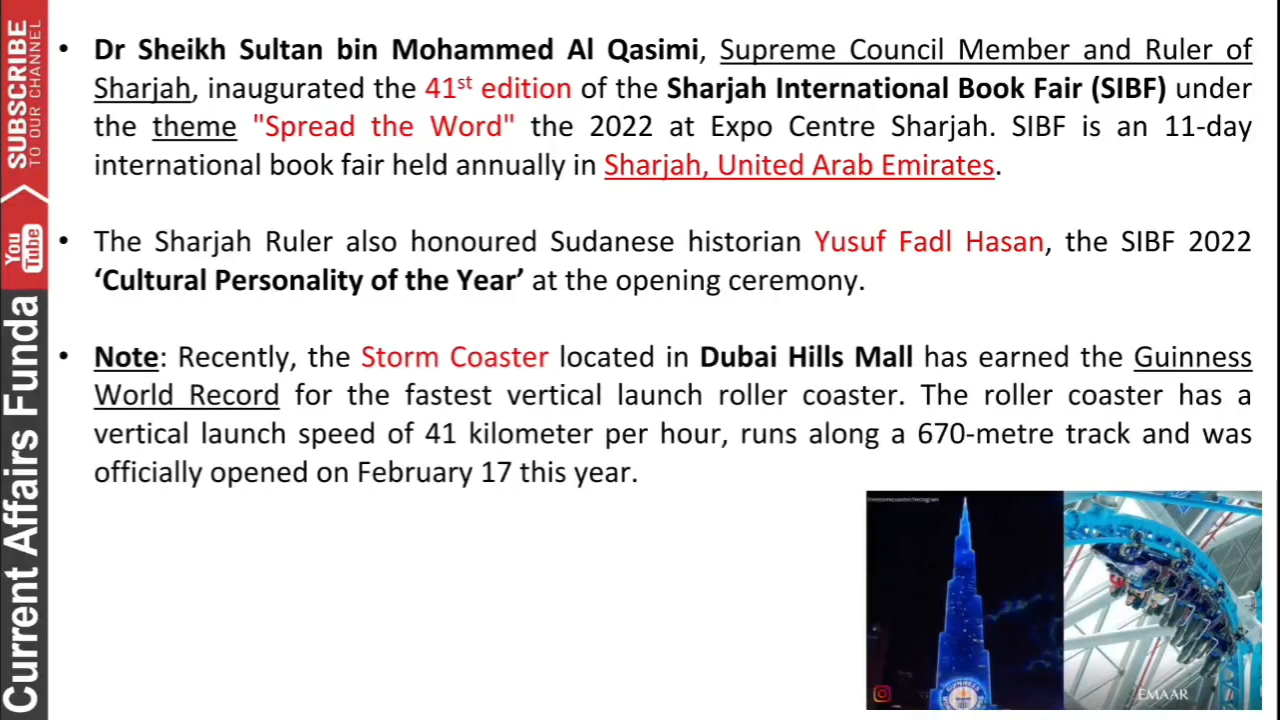 SUBSCRIBE
TO OUR CHANNEL
You
Tube
Current Affairs Funda
• Dr Sheikh Sultan bin Mohammed Al Qasimi, Supreme Council Member and Ruler of
Sharjah, inaugurated the 41st edition of the Sharjah International Book Fair (SIBF) under
the theme "Spread the Word" the 2022 at Expo Centre Sharjah. SIBF is an 11-day
international book fair held annually in Sharjah, United Arab Emirates.
• The Sharjah Ruler also honoured Sudanese historian Yusuf Fadl Hasan, the SIBF 2022
‘Cultural Personality of the Year’ at the opening ceremony.
• Note: Recently, the Storm Coaster located in Dubai Hills Mall has earned the Guinness
World Record for the fastest vertical launch roller coaster. The roller coaster has a
vertical launch speed of 41 kilometer per hour, runs along a 670-metre track and was
officially opened on February 17 this year.
GUINNESS
EMAAR